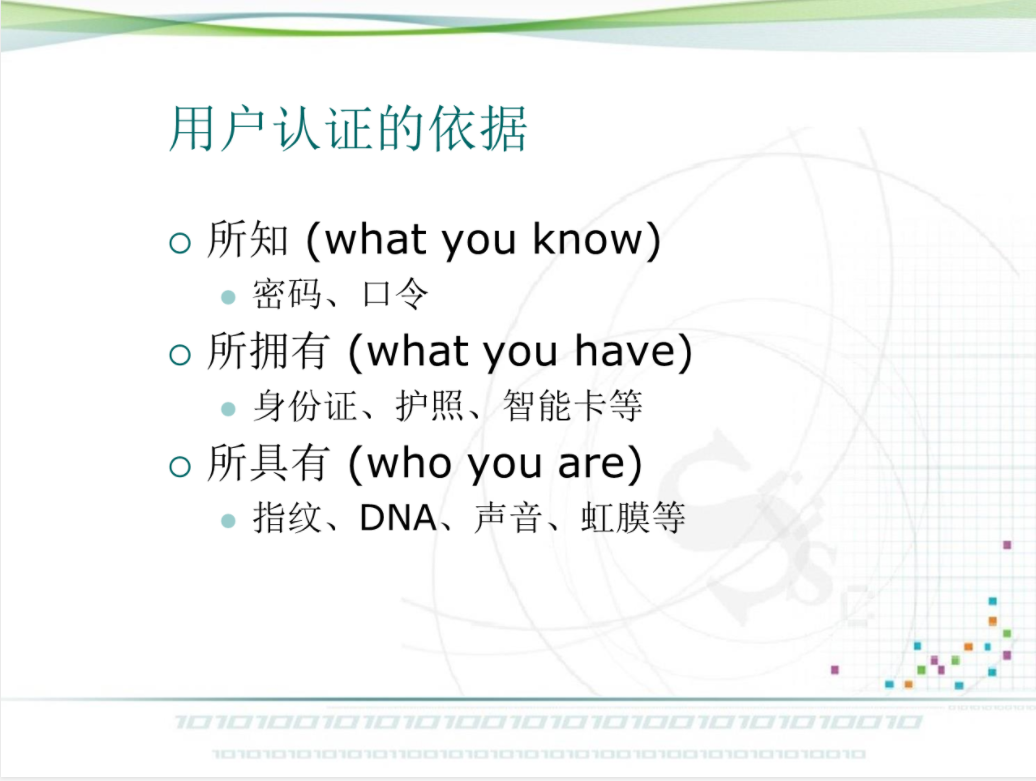 用户认证的依据
所知 (what you know)
密码、口令
所拥有 (what you have)
身份证、护照、智能卡等
所具有 (who you are)
指纹、DNA、声音、虹膜等
SSC